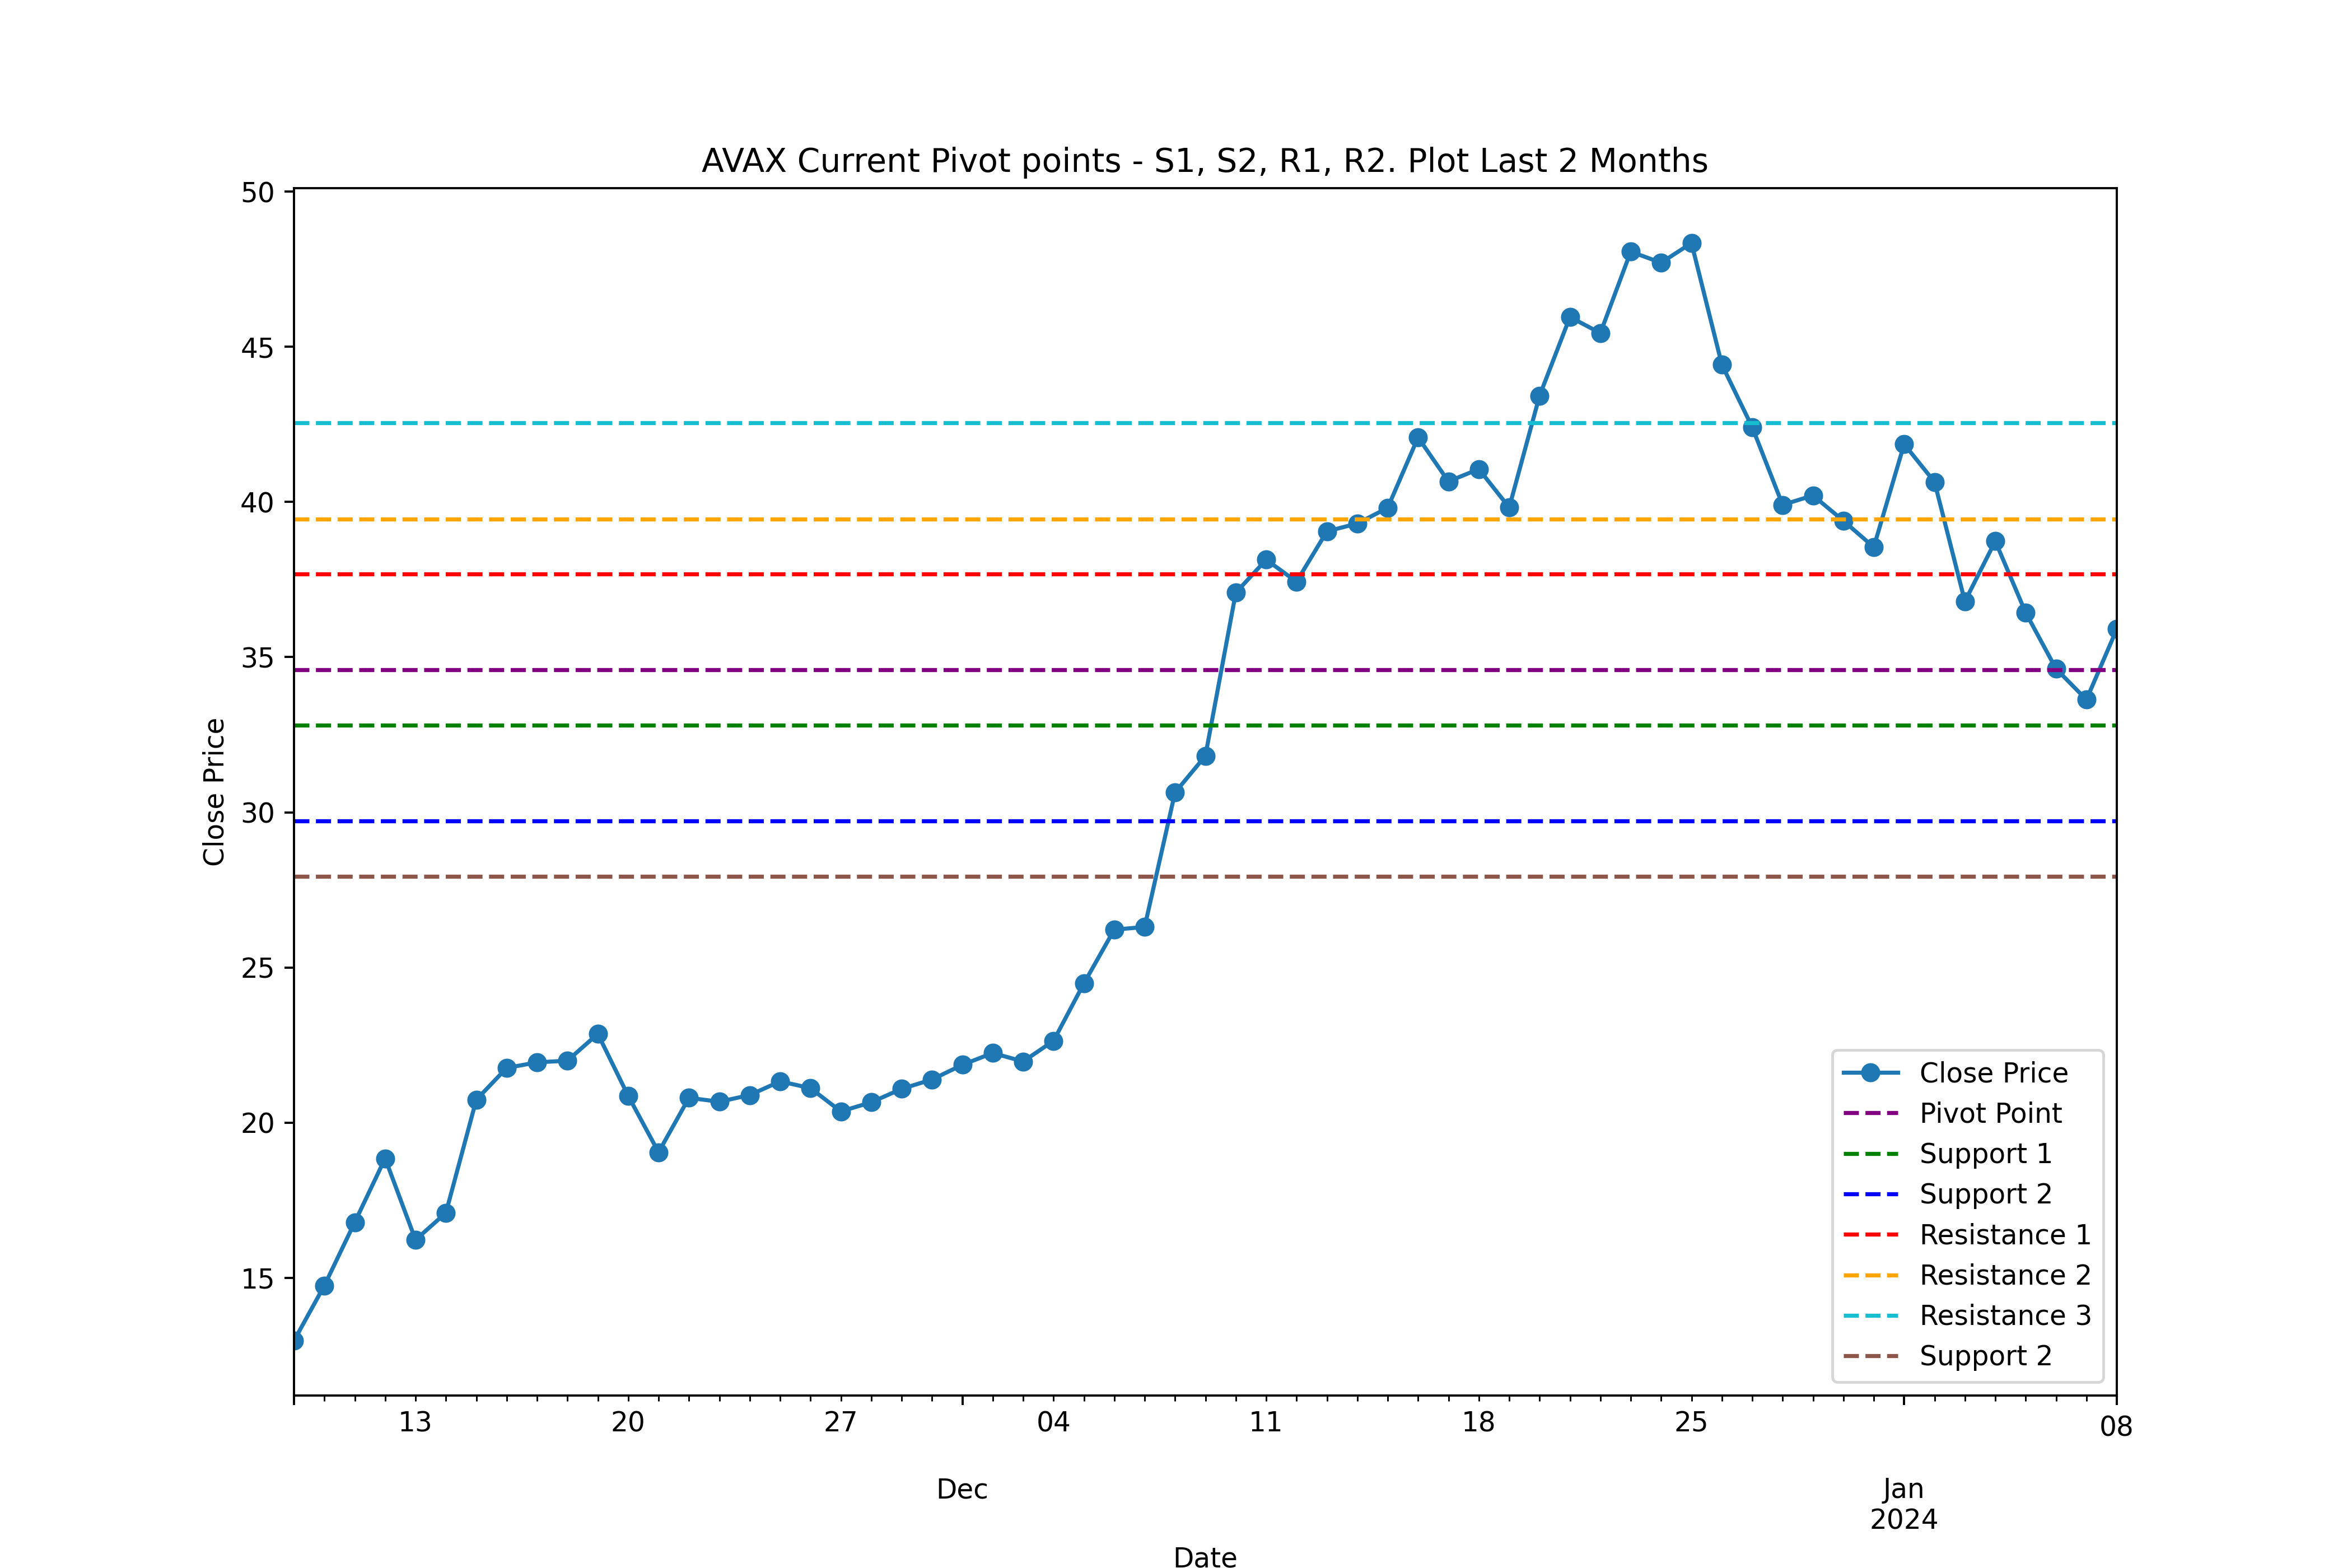 AVAX Current Pivot points - S1, S2, R1, R2. Plot Last 2 Months
50
45
40
35
30
25
20
15
Close Price
Close Price
Pivot Point
Support 1
Support 2
Resistance 1
Resistance 2
Resistance 3
Support 2
13 20 27 04 11 18 25 08
Dec Jan
2024
Date